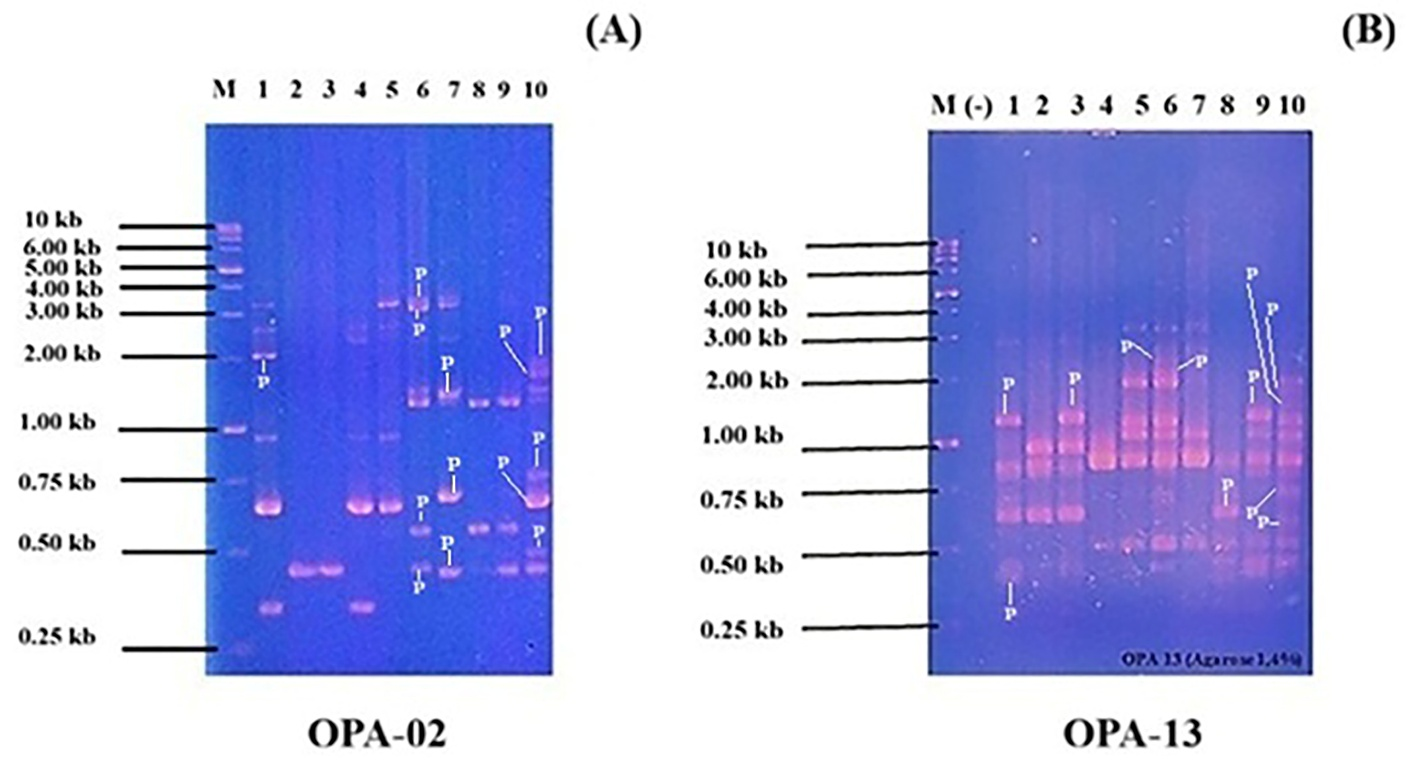 (A)
M 1 2 3 4 5 6 7 8 9 10
10 kb
6.00 kb
5.00 kb
4.00 kb
3.00 kb
2.00 kb
1.00 kb
0.75 kb
0.50 kb
0.25 kb
P
P
P
P
P
P
P
P
P
P
P
P
P
OPA-02
(B)
M (-) 1 2 3 4 5 6 7 8 9 10
10 kb
6.00 kb
4.00 kb
3.00 kb
2.00 kb
1.00 kb
0.75 kb
0.50 kb
0.25 kb
P
P
P
P
P
P
P
P
P
P
P
OPA 13 (Agarose 1,4%)
OPA-13